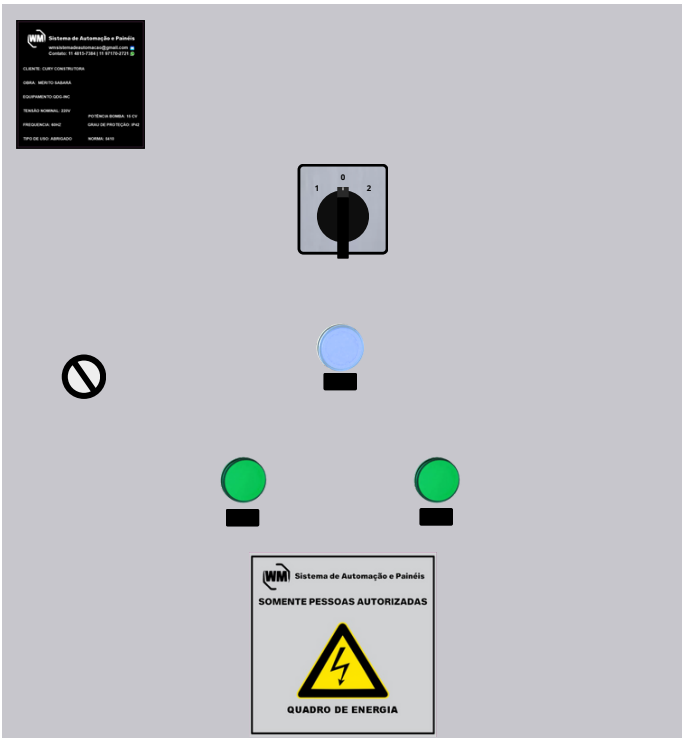 WM Sistema de Automação e Painéis
wmsistemadeautomacao@gmail.com
Contato: 11 4815-7384 | 11 97170-2721
CLIENTE: CURY CONSTRUTORA
OBRA: MÉRITO SABARÁ
EQUIPAMENTO QDG-INC
TENSÃO NOMINAL: 220V
POTÊNCIA BOMBA: 10 CV
FREQUENCIA: 60HZ GRAU DE PROTEÇÃO: IP42
TIPO DE USO: ABRIGADO NORMA: 5410
0
1 2
WM Sistema de Automação e Painéis
SOMENTE PESSOAS AUTORIZADAS
QUADRO DE ENERGIA